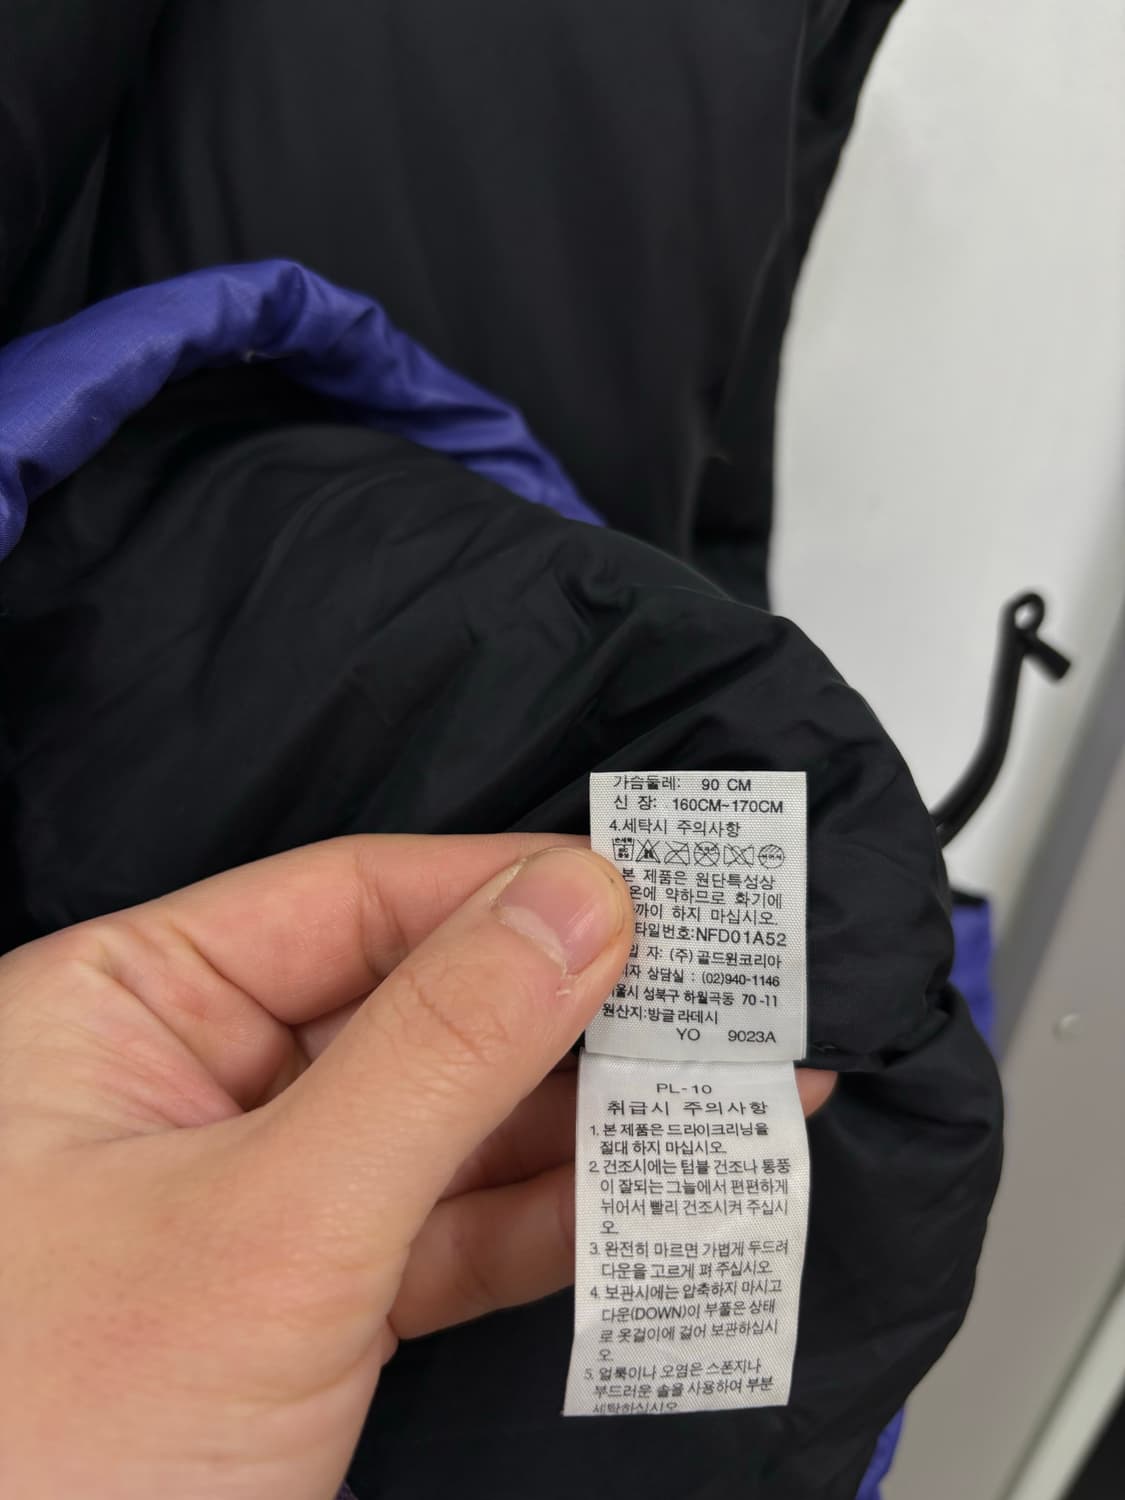 가슴둘레: 90 CM
신 장: 160CM~170CM
4.세탁시 주의사항
본 제품은 원단특성상
온에 약하므로 화기에
까이 하지 마십시오.
타일번호:NFD01A52
입 자: (주)골드윈코리아
자 상담실 : (02)940-1146
울시 성북구 하월곡동 70-11
원산지:방글라데시
YO 9023A
PL-10
취급시 주의사항
1. 본 제품은 드라이크리닝을
절대 하지 마십시오.
2. 건조시에는 텀블 건조나 통풍
이 잘되는 그늘에서 편편하게
뉘어서 빨리 건조시켜 주십시
오.
3. 완전히 마르면 가볍게 두드려
다운을 고르게 펴 주십시오.
4. 보관시에는 압축하지 마시고
다운(DOWN)이 부풀은 상태
로 옷걸이에 걸어 보관하십시
오.
5. 얼룩이나 오염은 스폰지나
부드러운 솔을 사용하여 부분
세탁하십시오.